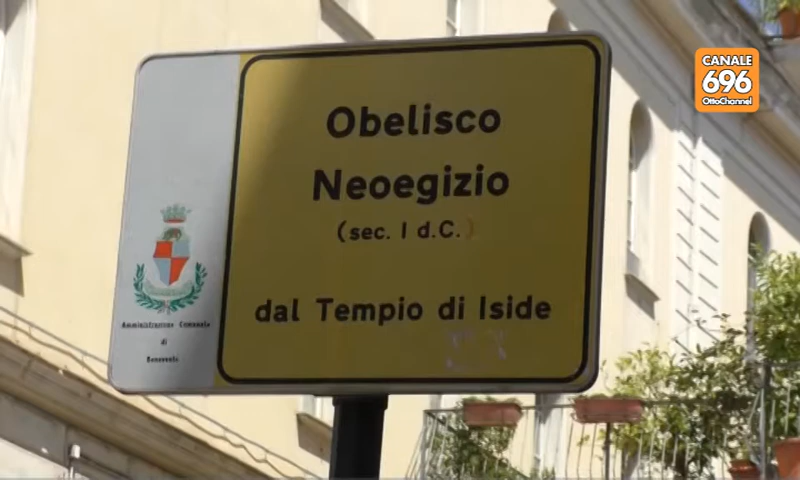 CANALE
696
OttoChannel
Obelisco
Neoegizio
(sec. I d.C.)
dal Tempio di Iside
Amministrazione Comunale
di
Benevento